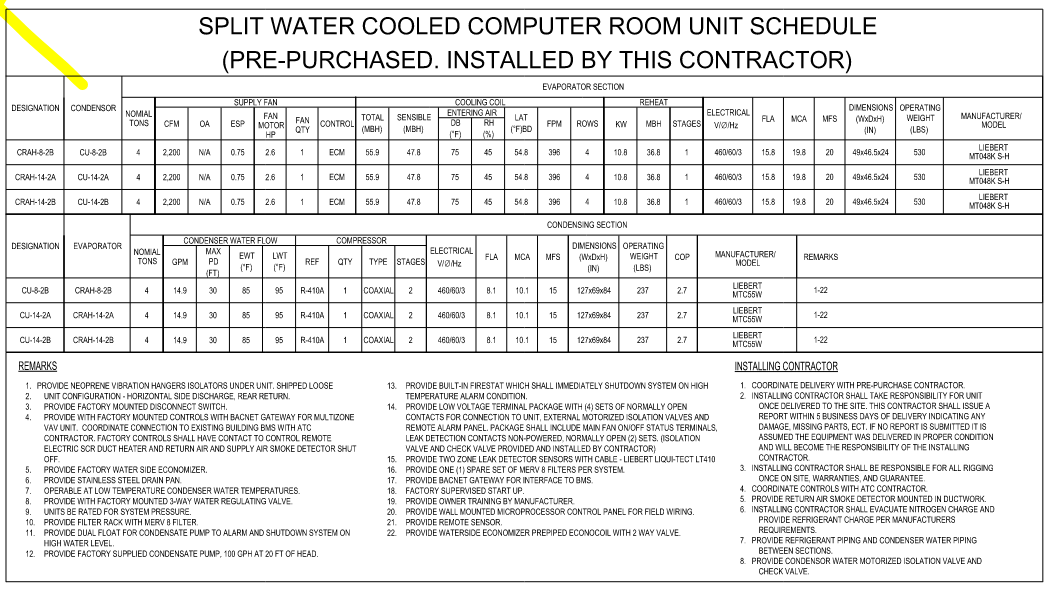 SPLIT WATER COOLED COMPUTER ROOM UNIT SCHEDULE
(PRE-PURCHASED. INSTALLED BY THIS CONTRACTOR)
EVAPORATOR SECTION
DESIGNATION CONDENSOR NOMIAL TONS SUPPLY FAN COOLING COIL REHEAT ELECTRICAL V/Ø/Hz FLA MCA MFS DIMENSIONS (WxDxH) (IN) OPERATING WEIGHT (LBS) MANUFACTURER/ MODEL
CFM OA ESP FAN MOTOR HP FAN QTY CONTROL TOTAL (MBH) SENSIBLE (MBH) ENTERING AIR DB (°F) RH (%) LAT (°F)BD FPM ROWS KW MBH STAGES
CRAH-8-2B CU-8-2B 4 2,200 N/A 0.75 2.6 1 ECM 55.9 47.8 75 45 54.8 396 4 10.8 36.8 1 460/60/3 15.8 19.8 20 49x46.5x24 530 LIEBERT MT048K S-H
CRAH-14-2A CU-14-2A 4 2,200 N/A 0.75 2.6 1 ECM 55.9 47.8 75 45 54.8 396 4 10.8 36.8 1 460/60/3 15.8 19.8 20 49x46.5x24 530 LIEBERT MT048K S-H
CRAH-14-2B CU-14-2B 4 2,200 N/A 0.75 2.6 1 ECM 55.9 47.8 75 45 54.8 396 4 10.8 36.8 1 460/60/3 15.8 19.8 20 49x46.5x24 530 LIEBERT MT048K S-H
CONDENSING SECTION
DESIGNATION EVAPORATOR NOMIAL TONS CONDENSER WATER FLOW COMPRESSOR ELECTRICAL V/Ø/Hz FLA MCA MFS DIMENSIONS (WxDxH) (IN) OPERATING WEIGHT (LBS) COP MANUFACTURER/ MODEL REMARKS
GPM MAX PD (FT) EWT (°F) LWT (°F) REF QTY TYPE STAGES
CU-8-2B CRAH-8-2B 4 14.9 30 85 95 R-410A 1 COAXIAL 2 460/60/3 8.1 10.1 15 127x69x84 237 2.7 LIEBERT MTC55W 1-22
CU-14-2A CRAH-14-2A 4 14.9 30 85 95 R-410A 1 COAXIAL 2 460/60/3 8.1 10.1 15 127x69x84 237 2.7 LIEBERT MTC55W 1-22
CU-14-2B CRAH-14-2B 4 14.9 30 85 95 R-410A 1 COAXIAL 2 460/60/3 8.1 10.1 15 127x69x84 237 2.7 LIEBERT MTC55W 1-22
REMARKS
1. PROVIDE NEOPRENE VIBRATION HANGERS ISOLATORS UNDER UNIT. SHIPPED LOOSE
2. UNIT CONFIGURATION - HORIZONTAL SIDE DISCHARGE, REAR RETURN.
3. PROVIDE FACTORY MOUNTED DISCONNECT SWITCH.
4. PROVIDE WITH FACTORY MOUNTED CONTROLS WITH BACNET GATEWAY FOR MULTIZONE
VAV UNIT. COORDINATE CONNECTION TO EXISTING BUILDING BMS WITH ATC
CONTRACTOR. FACTORY CONTROLS SHALL HAVE CONTACT TO CONTROL REMOTE
ELECTRIC SCR DUCT HEATER AND RETURN AIR AND SUPPLY AIR SMOKE DETECTOR SHUT
OFF.
5. PROVIDE FACTORY WATER SIDE ECONOMIZER.
6. PROVIDE STAINLESS STEEL DRAIN PAN.
7. OPERABLE AT LOW TEMPERATURE CONDENSER WATER TEMPERATURES.
8. PROVIDE WITH FACTORY MOUNTED 3-WAY WATER REGULATING VALVE.
9. UNITS BE RATED FOR SYSTEM PRESSURE.
10. PROVIDE FILTER RACK WITH MERV 8 FILTER.
11. PROVIDE DUAL FLOAT FOR CONDENSATE PUMP TO ALARM AND SHUTDOWN SYSTEM ON
HIGH WATER LEVEL.
12. PROVIDE FACTORY SUPPLIED CONDENSATE PUMP, 100 GPH AT 20 FT OF HEAD.
13. PROVIDE BUILT-IN FIRESTAT WHICH SHALL IMMEDIATELY SHUTDOWN SYSTEM ON HIGH
TEMPERATURE ALARM CONDITION.
14. PROVIDE LOW VOLTAGE TERMINAL PACKAGE WITH (4) SETS OF NORMALLY OPEN
CONTACTS FOR CONNECTION TO UNIT, EXTERNAL MOTORIZED ISOLATION VALVES AND
REMOTE ALARM PANEL. PACKAGE SHALL INCLUDE MAIN FAN ON/OFF STATUS TERMINALS,
LEAK DETECTION CONTACTS NON-POWERED, NORMALLY OPEN (2) SETS. (ISOLATION
VALVE AND CHECK VALVE PROVIDED AND INSTALLED BY CONTRACTOR)
15. PROVIDE TWO ZONE LEAK DETECTOR SENSORS WITH CABLE - LIEBERT LIQUI-TECT LT410
16. PROVIDE ONE (1) SPARE SET OF MERV 8 FILTERS PER SYSTEM.
17. PROVIDE BACNET GATEWAY FOR INTERFACE TO BMS.
18. FACTORY SUPERVISED START UP.
19. PROVIDE OWNER TRAINING BY MANUFACTURER.
20. PROVIDE WALL MOUNTED MICROPROCESSOR CONTROL PANEL FOR FIELD WIRING.
21. PROVIDE REMOTE SENSOR.
22. PROVIDE WATERSIDE ECONOMIZER PREPIPED ECONOCOIL WITH 2 WAY VALVE.
INSTALLING CONTRACTOR
1. COORDINATE DELIVERY WITH PRE-PURCHASE CONTRACTOR.
2. INSTALLING CONTRACTOR SHALL TAKE RESPONSIBILITY FOR UNIT
ONCE DELIVERED TO THE SITE. THIS CONTRACTOR SHALL ISSUE A
REPORT WITHIN 5 BUSINESS DAYS OF DELIVERY INDICATING ANY
DAMAGE, MISSING PARTS, ECT. IF NO REPORT IS SUBMITTED IT IS
ASSUMED THE EQUIPMENT WAS DELIVERED IN PROPER CONDITION
AND WILL BECOME THE RESPONSIBILITY OF THE INSTALLING
CONTRACTOR.
3. INSTALLING CONTRACTOR SHALL BE RESPONSIBLE FOR ALL RIGGING
ONCE ON SITE, WARRANTIES, AND GUARANTEE.
4. COORDINATE CONTROLS WITH ATC CONTRACTOR.
5. PROVIDE RETURN AIR SMOKE DETECTOR MOUNTED IN DUCTWORK.
6. INSTALLING CONTRACTOR SHALL EVACUATE NITROGEN CHARGE AND
PROVIDE REFRIGERANT CHARGE PER MANUFACTURERS
REQUIREMENTS.
7. PROVIDE REFRIGERANT PIPING AND CONDENSER WATER PIPING
BETWEEN SECTIONS.
8. PROVIDE CONDENSOR WATER MOTORIZED ISOLATION VALVE AND
CHECK VALVE.